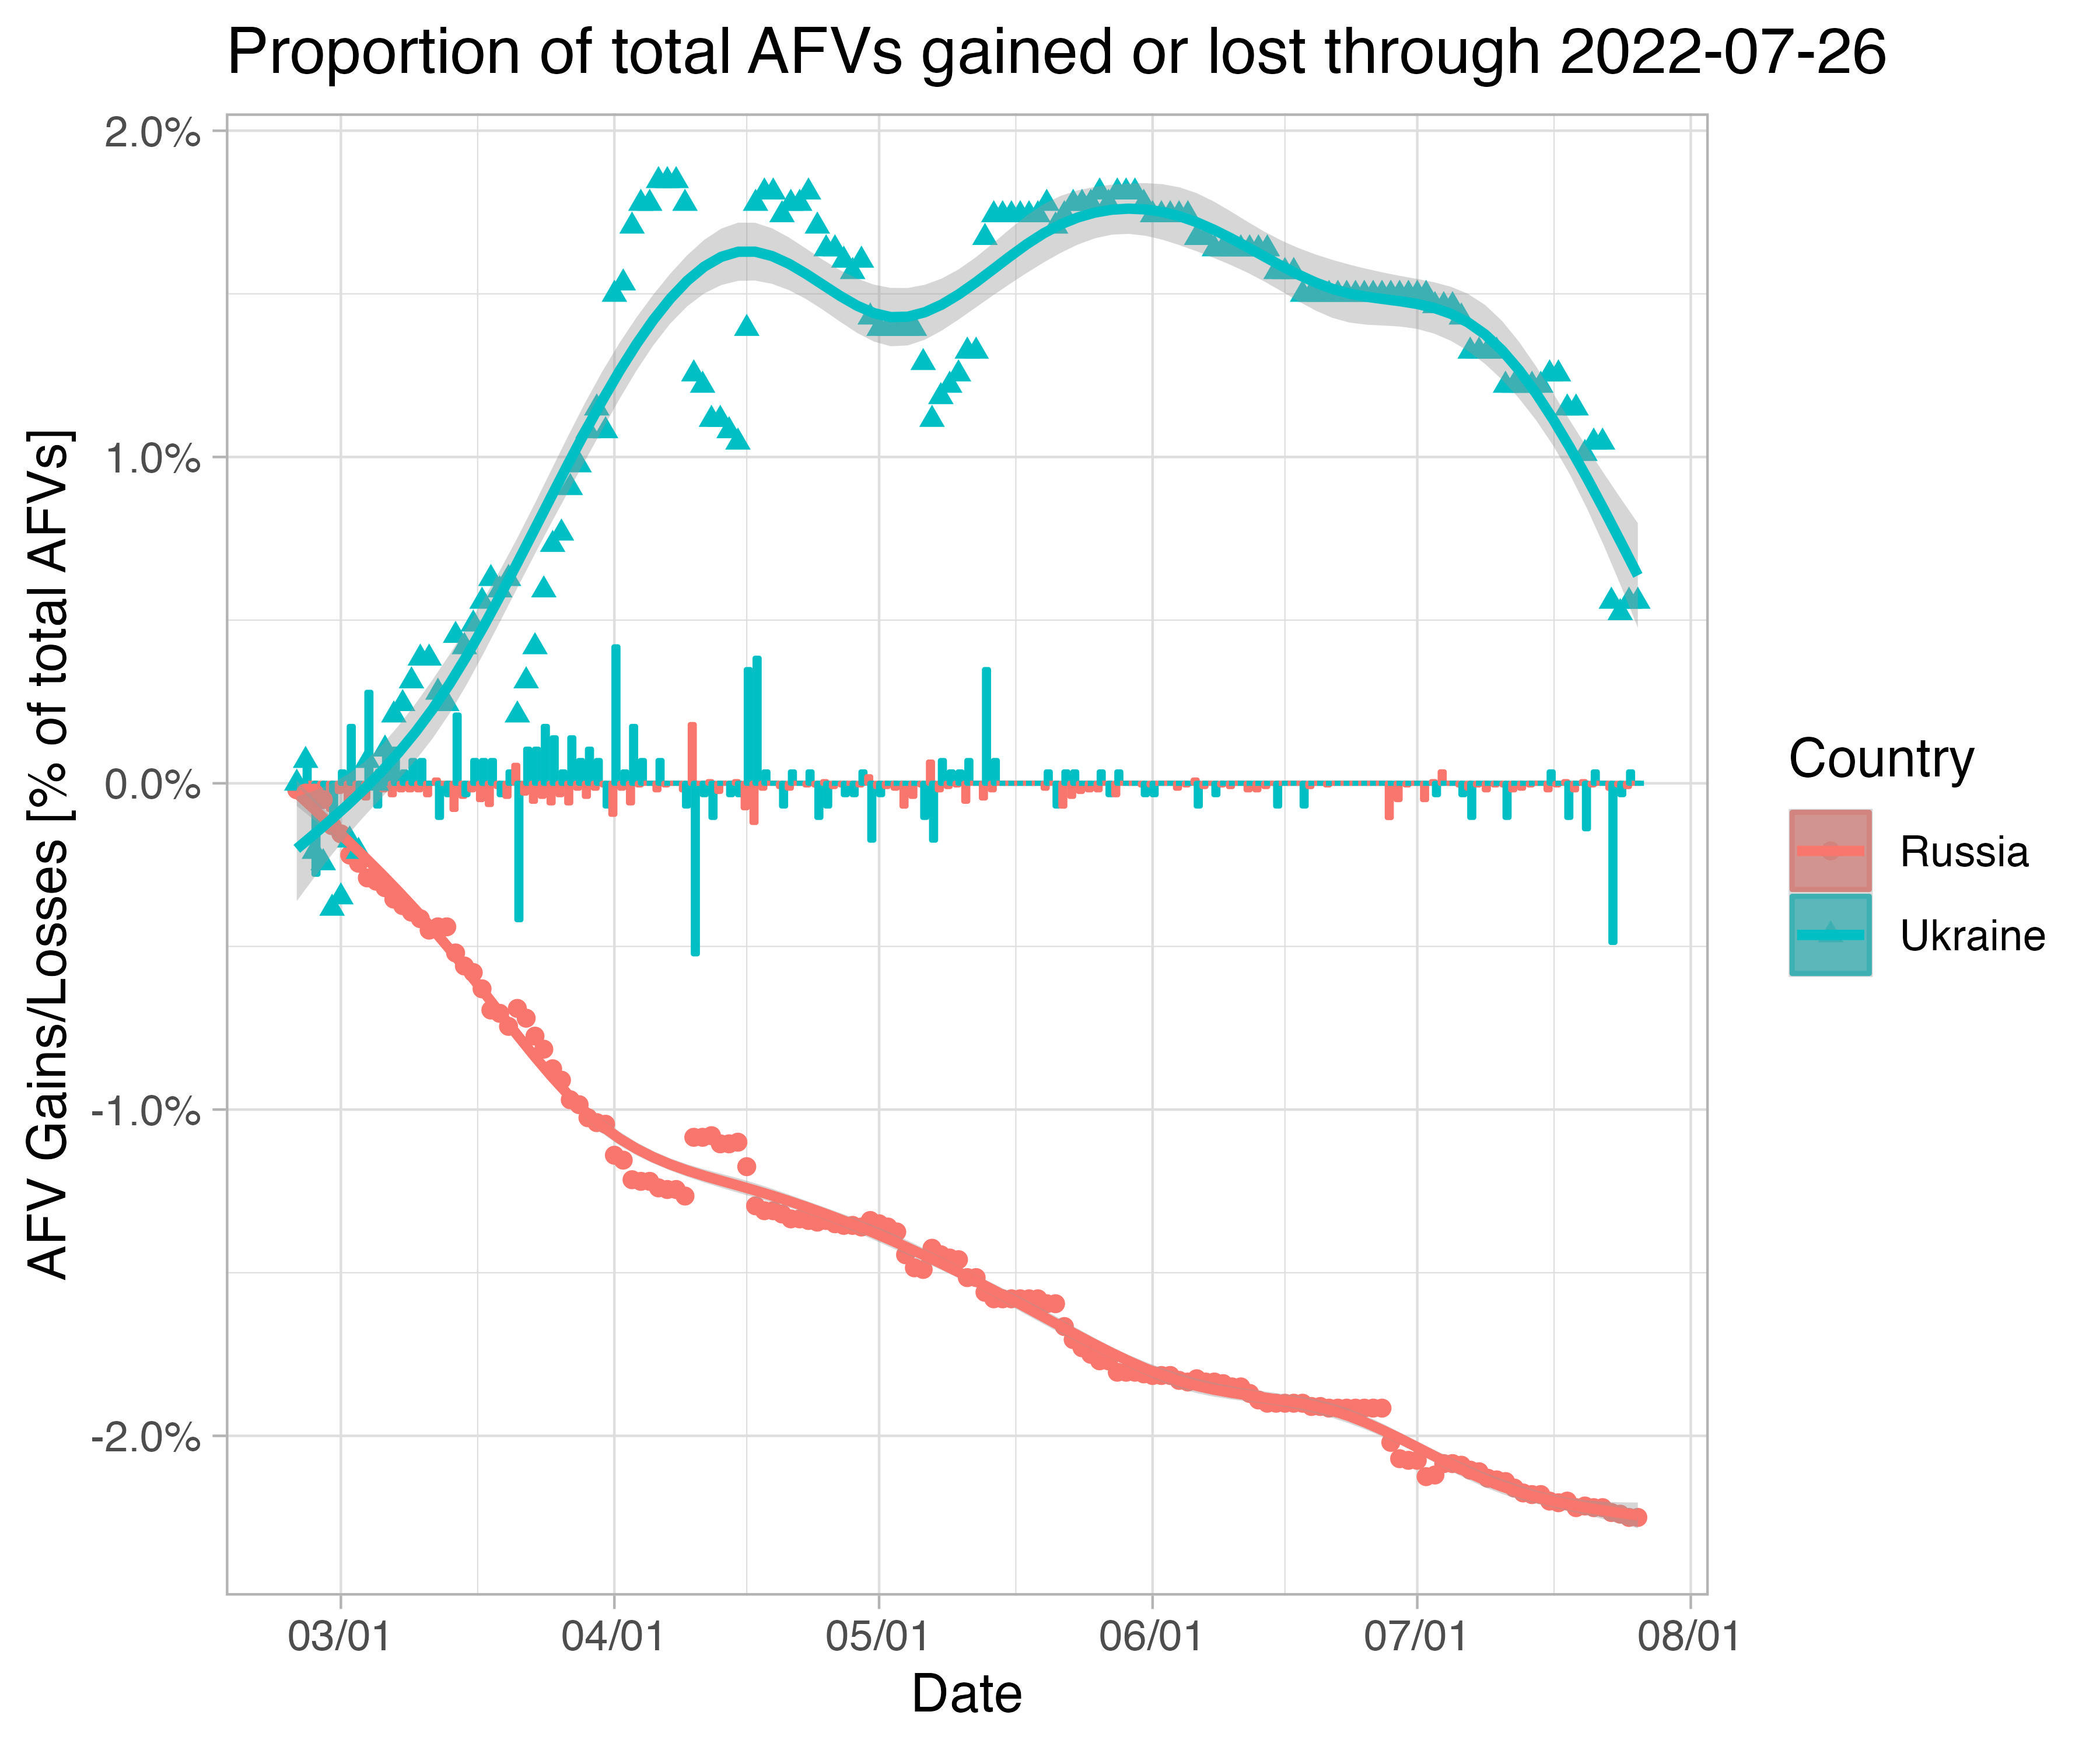 Proportion of total AFVs gained or lost through 2022-07-26
AFV Gains/Losses [% of total AFVs]
2.0%
1.0%
0.0%
-1.0%
-2.0%
03/01
04/01
05/01
06/01
07/01
08/01
Date
Country
Russia
Ukraine